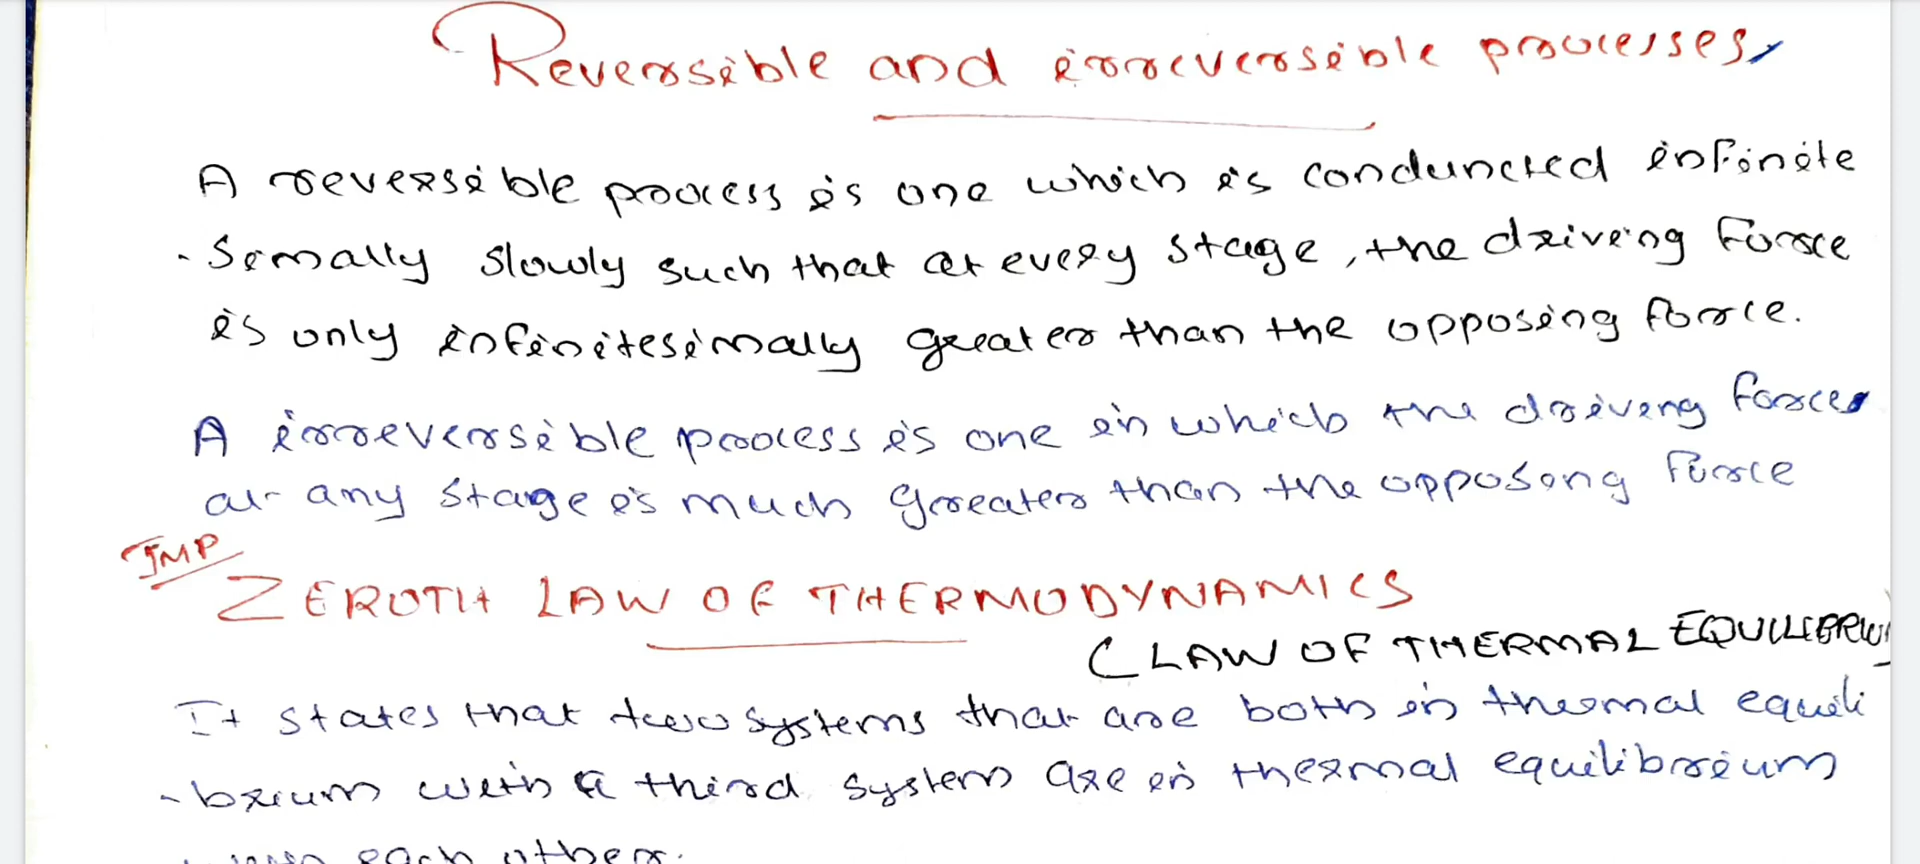 Reversible and irreversible processes,
A reversible process is one which is conduncted infinite
-Simally slowly such that at every stage, the driving force
is only infinitesimally greater than the opposing force.
A irreversible process is one in which the driving forces
at any stage is much greater than the opposong force
IMP
ZEROTH LAW OF THERMODYNAMICS
(LAW OF THERMAL EQUILIBRIU
It states that two systems that are both in thermal equili
-brium with a third system are in thermal equilibrium
with each other.